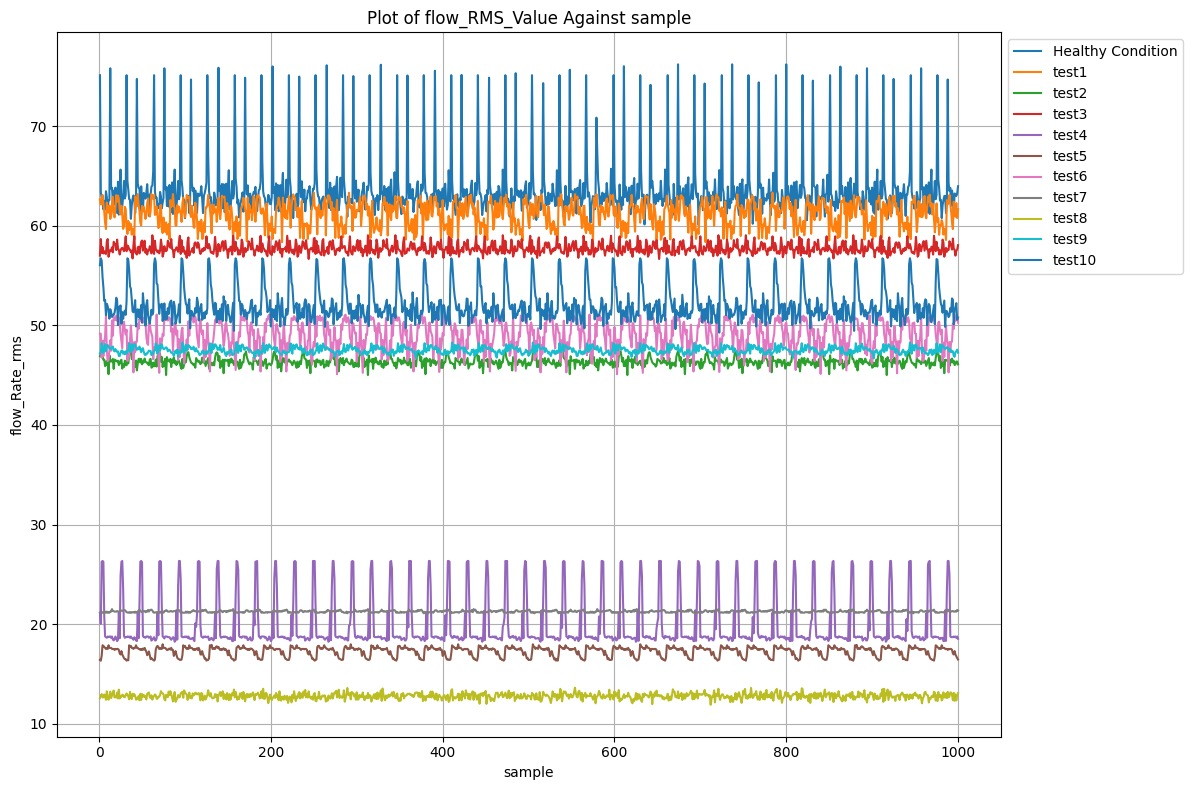 Plot of flow_RMS_Value Against sample
Healthy Condition
test1
test2
test3
test4
test5
test6
test7
test8
test9
test10
flow_Rate_rms
70
60
50
40
30
20
10
0
200
400
600
800
1000
sample